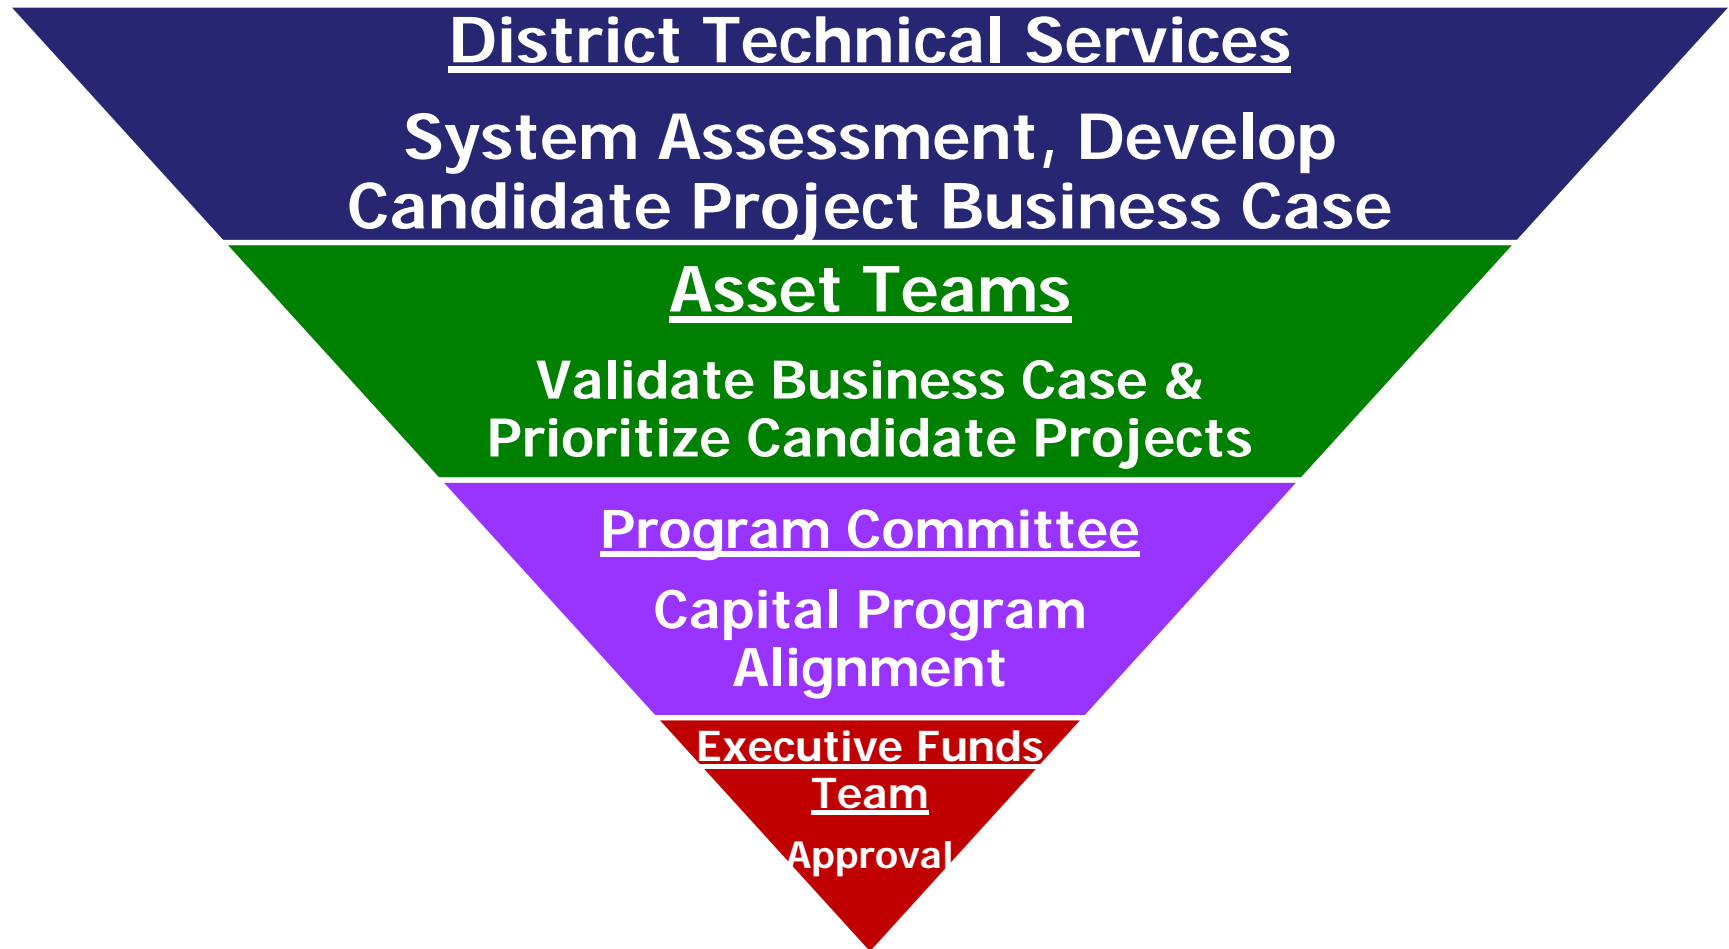 District Technical Services
System Assessment, Develop
Candidate Project Business Case
Asset Teams
Validate Business Case &
Prioritize Candidate Projects
Program Committee
Capital Program
Alignment
Executive Funds
Team
Approval